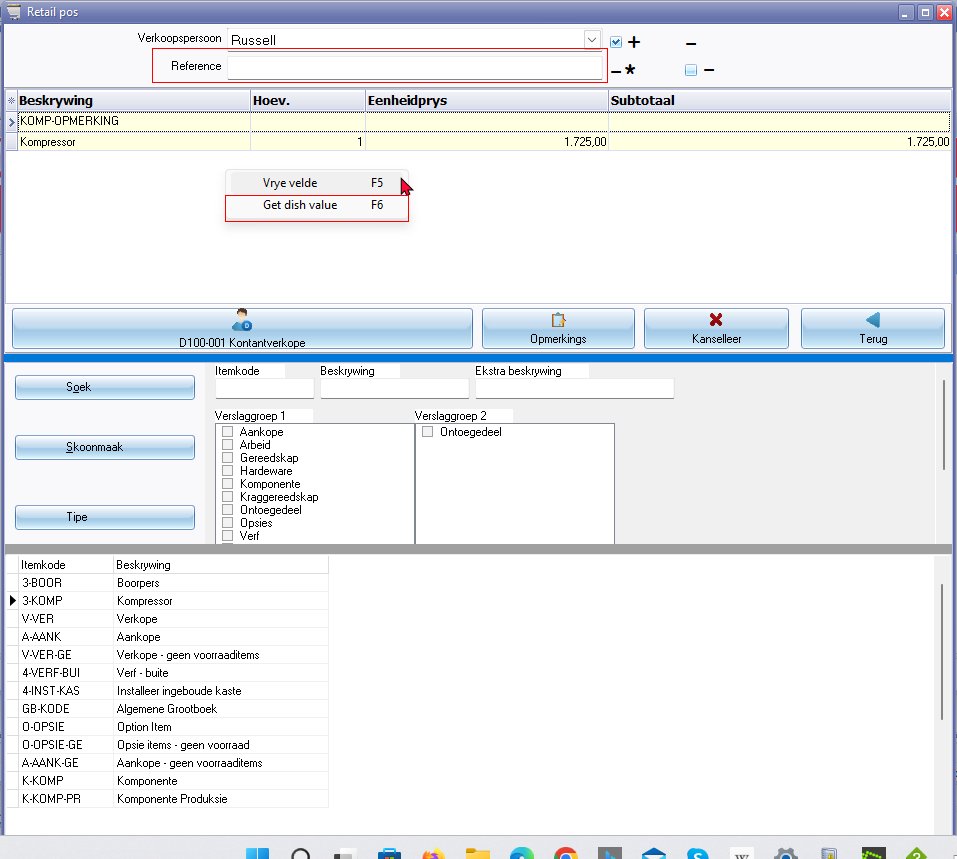 Retail pos
Verkoopspersoon Russell
Reference
Beskrywing Hoev. Eenheidprys Subtotaal
KOMP-OPMERKING
Kompressor 1 1.725,00 1.725,00
Vrye velde F5
Get dish value F6
D100-001 Kontantverkope
Opmerkings
Kanselleer
Terug
Soek
Skoonmaak
Tipe
Itemkode Beskrywing Ekstra beskrywing
Verslaggroep 1 Verslaggroep 2
Aankope Ontoegedeel
Arbeid
Gereedskap
Hardeware
Komponente
Kraggereedskap
Ontoegedeel
Opsies
Verf
Itemkode Beskrywing
3-BOOR Boorpers
3-KOMP Kompressor
V-VER Verkope
A-AANK Aankope
V-VER-GE Verkope - geen voorraaditems
4-VERF-BUI Verf - buite
4-INST-KAS Installeer ingeboude kaste
GB-KODE Algemene Grootboek
O-OPSIE Option Item
O-OPSIE-GE Opsie items - geen voorraad
A-AANK-GE Aankope - geen voorraaditems
K-KOMP Komponente
K-KOMP-PR Komponente Produksie